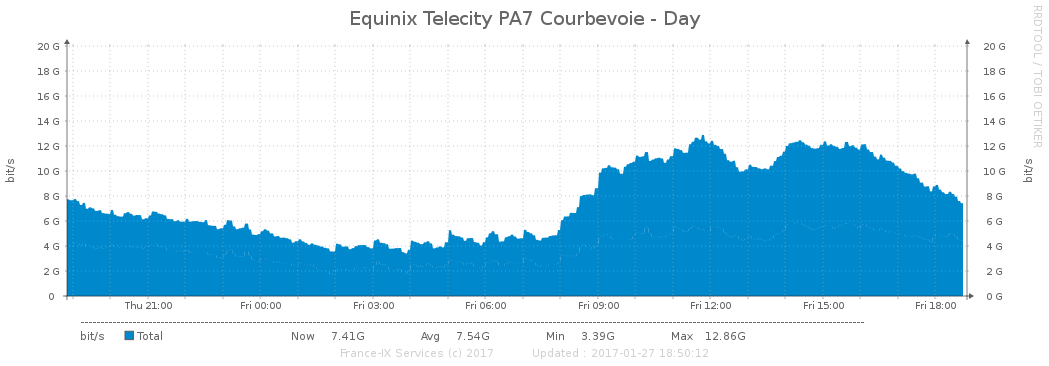 Equinix Telecity PA7 Courbevoie - Day
RRDTOOL / TOBI OETIKER
bit/s
20 G 20 G
18 G 18 G
16 G 16 G
14 G 14 G
12 G 12 G
10 G 10 G
8 G 8 G
6 G 6 G
4 G 4 G
2 G 2 G
0 0 G
bit/s
Thu 21:00 Fri 00:00 Fri 03:00 Fri 06:00 Fri 09:00 Fri 12:00 Fri 15:00 Fri 18:00
bit/s Total Now 7.41G Avg 7.54G Min 3.39G Max 12.86G
France-IX Services (c) 2017 Updated : 2017-01-27 18:50:12